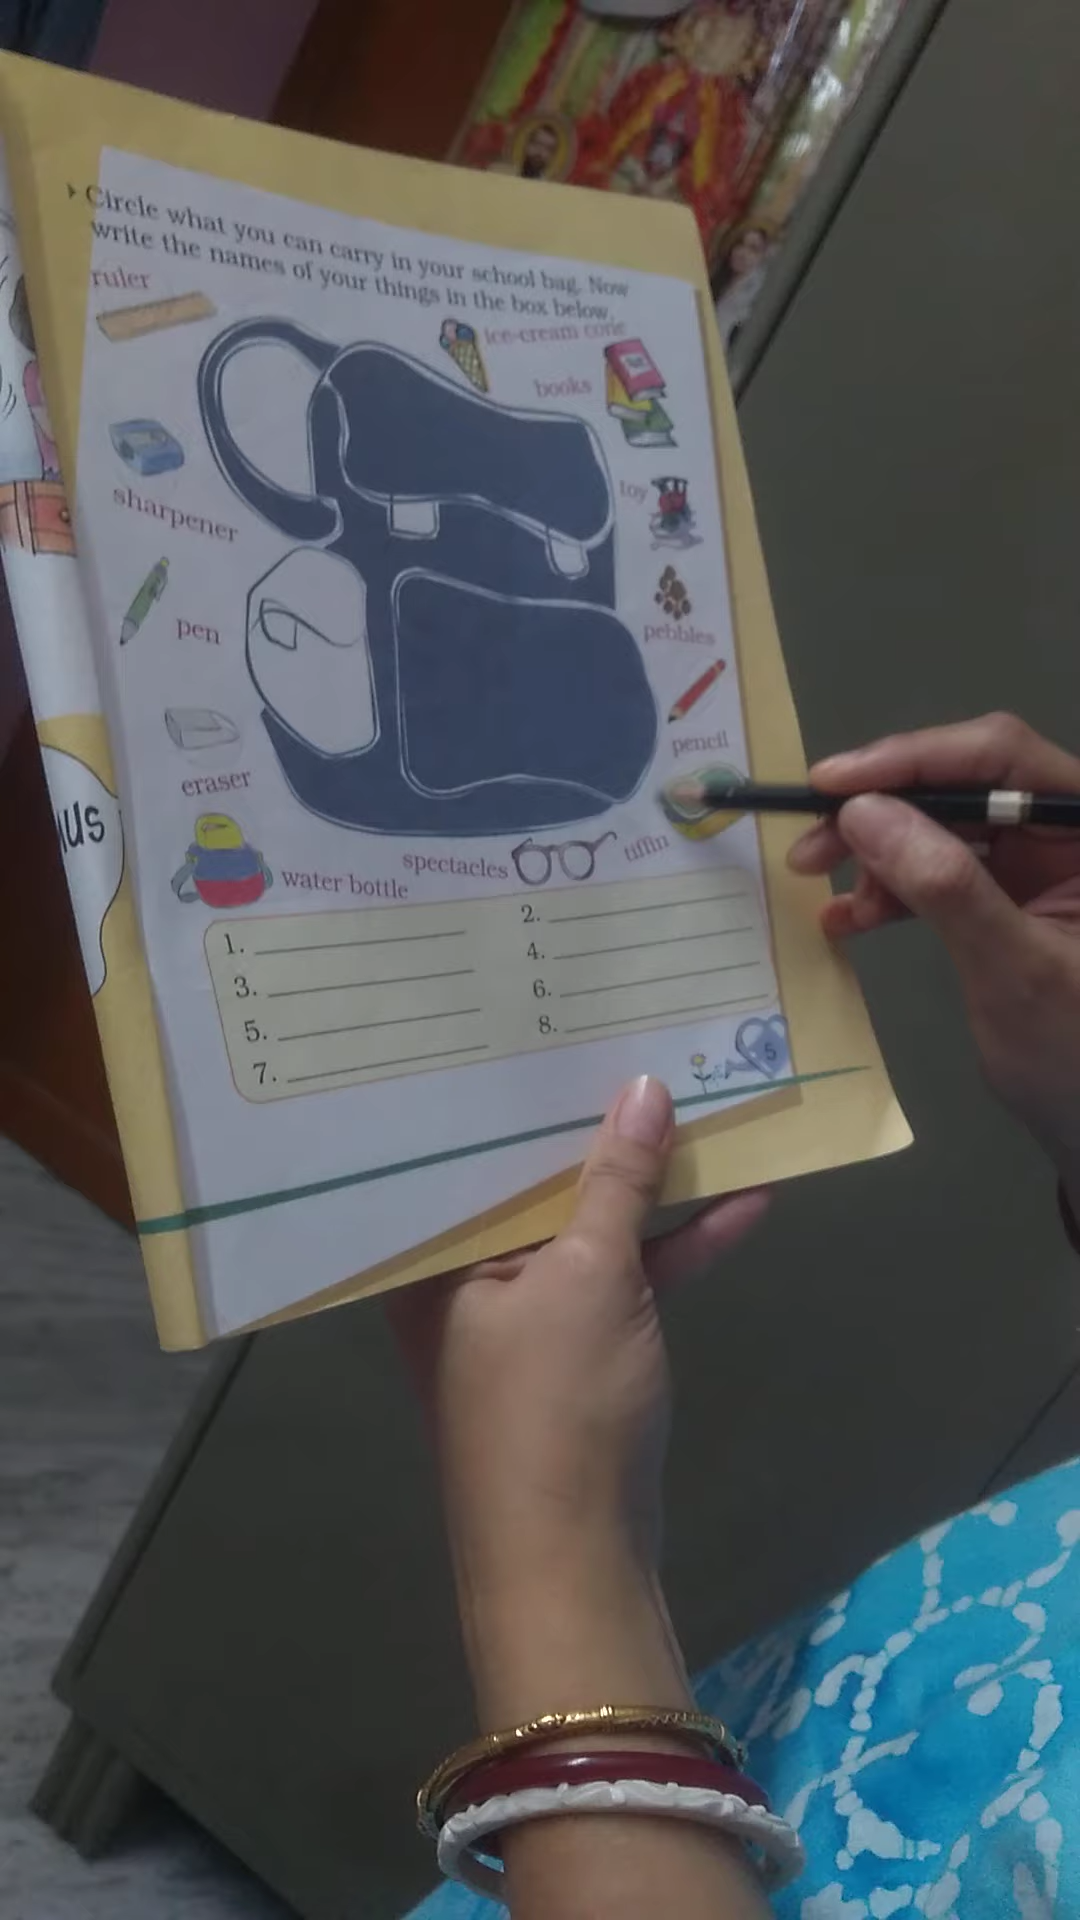 Circle what you can carry in your school bag. Now
write the names of your things in the box below.
ruler
ice-cream cone
books
sharpener
toy
pen
pebbles
pencil
eraser
tiffin
spectacles
water bottle
1.
2.
3.
4.
5.
6.
7.
8.
5
us